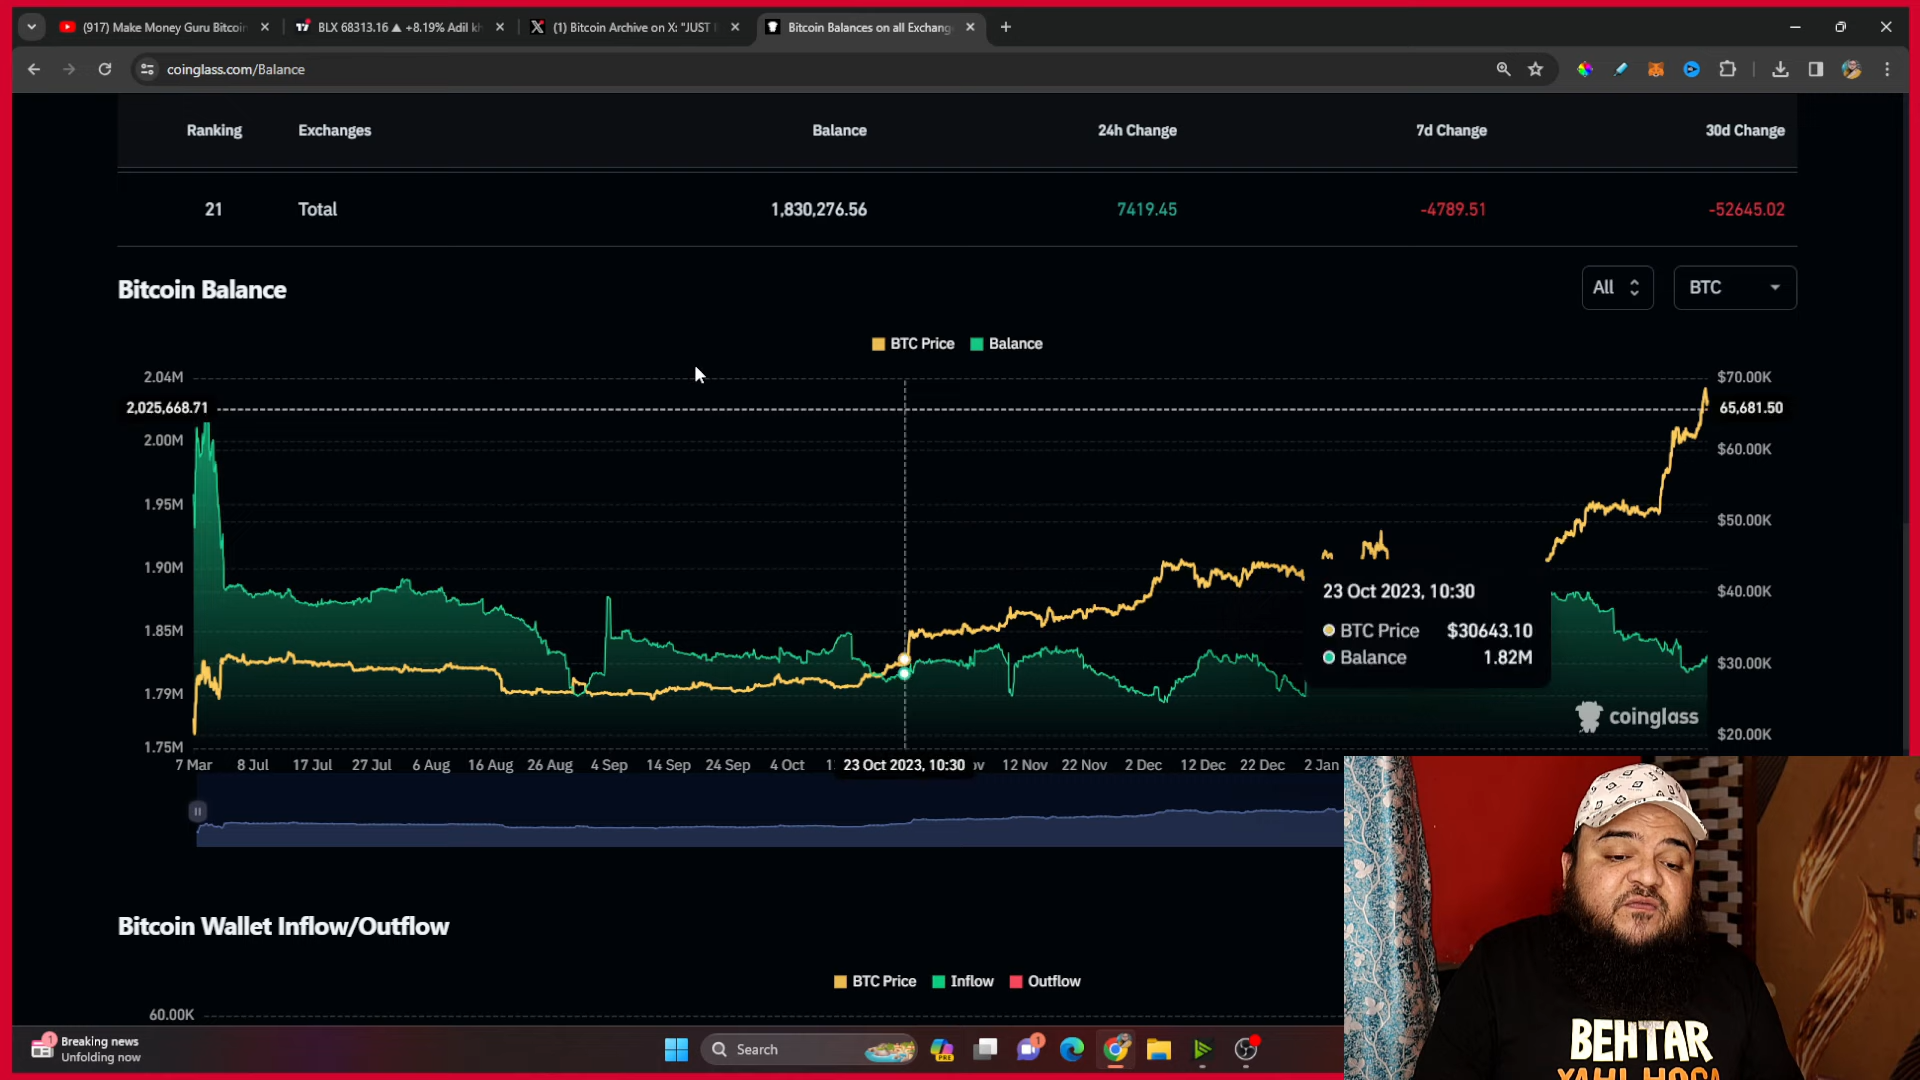 (917) Make Money Guru Bitcoin
BLX 68313.16 ▲ +8.19% Adil kh
(1) Bitcoin Archive on X: "JUST
Bitcoin Balances on all Exchang
coinglass.com/Balance
Ranking Exchanges Balance 24h Change 7d Change 30d Change
21 Total 1,830,276.56 7419.45 -4789.51 -52645.02
Bitcoin Balance
All
BTC
BTC Price Balance
2.04M
2,025,668.71
2.00M
1.95M
1.90M
1.85M
1.79M
1.75M
$70.00K
65,681.50
$60.00K
$50.00K
$40.00K
$30.00K
$20.00K
23 Oct 2023, 10:30
BTC Price $30643.10
Balance 1.82M
coinglass
7 Mar 8 Jul 17 Jul 27 Jul 6 Aug 16 Aug 26 Aug 4 Sep 14 Sep 24 Sep 4 Oct 23 Oct 2023, 10:30 12 Nov 22 Nov 2 Dec 12 Dec 22 Dec 2 Jan
Bitcoin Wallet Inflow/Outflow
BTC Price Inflow Outflow
60.00K
BEHTAR
YAHI HOGA
1
Breaking news
Unfolding now
Search
PRE
1